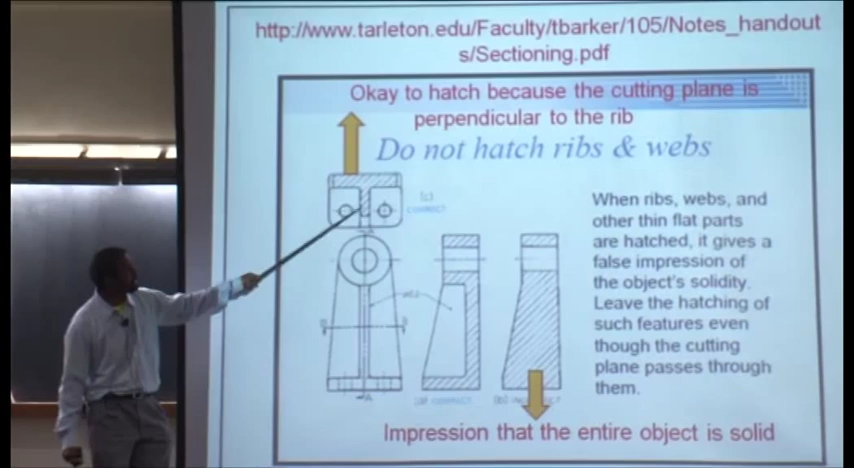 http://www.tarleton.edu/Faculty/tbarker/105/Notes_handout
s/Sectioning.pdf
Okay to hatch because the cutting plane is
perpendicular to the rib
Do not hatch ribs & webs
(c)
CORRECT
When ribs, webs, and
other thin flat parts
are hatched, it gives a
false impression of
the object's solidity.
Leave the hatching of
such features even
though the cutting
plane passes through
them.
(a) CORRECT
Impression that the entire object is solid